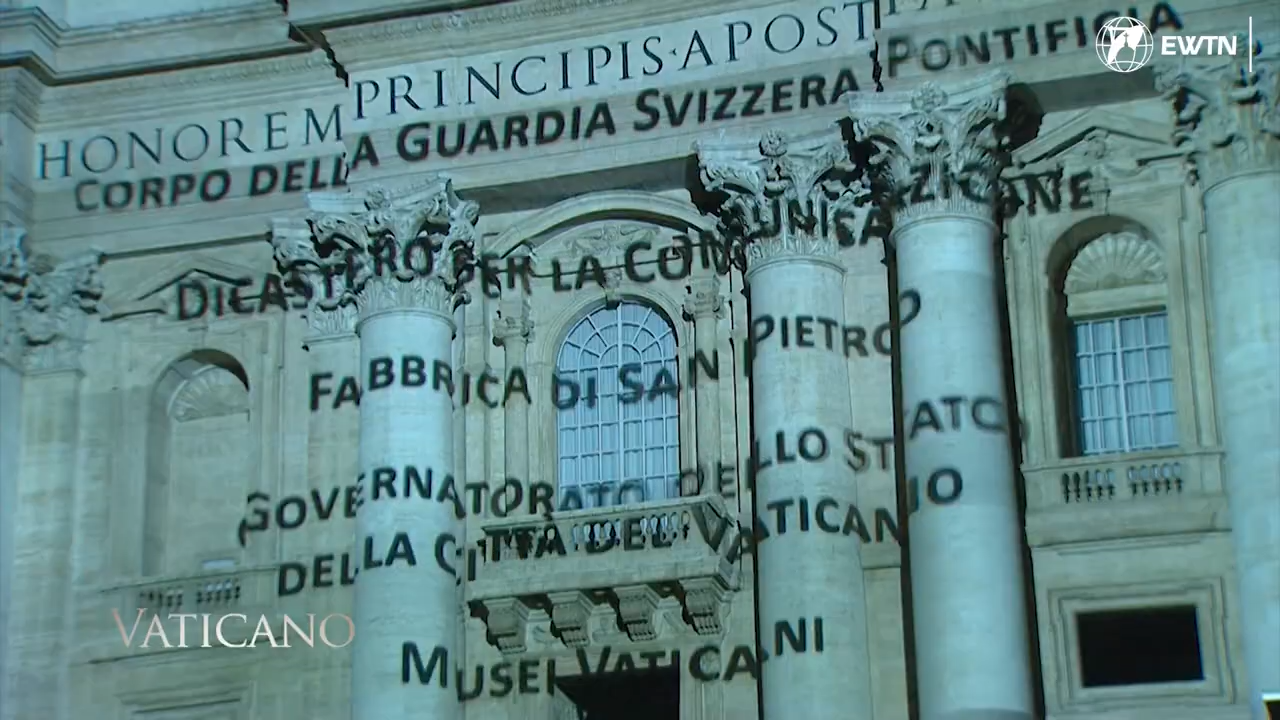 EWTN
HONOREM PRINCIPIS·APOST
CORPO DELLA GUARDIA SVIZZERA PONTIFICIA
DICASTERO PER LA COMUNICAZIONE
FABBRICA DI SAN PIETRO
GOVERNATORATO DELLO STATO
DELLA CITTÀ DEL VATICANO
MUSEI VATICANI
VATICANO